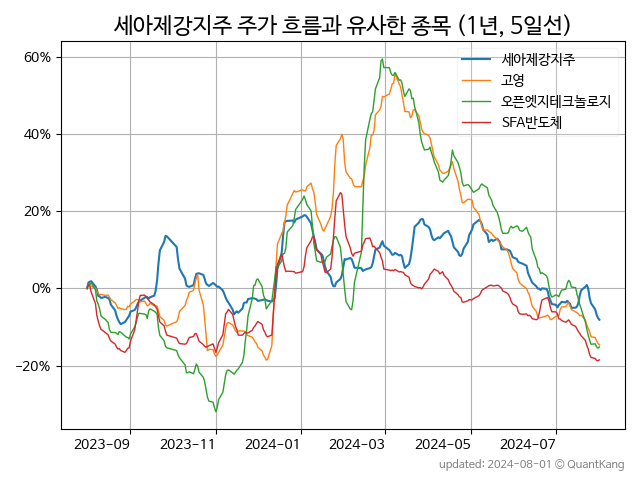 세아제강지주 주가 흐름과 유사한 종목 (1년, 5일선)
세아제강지주
고영
오픈엣지테크놀로지
SFA반도체
60%
40%
20%
0%
−20%
2023-09
2023-11
2024-01
2024-03
2024-05
2024-07
updated: 2024-08-01 © QuantKang